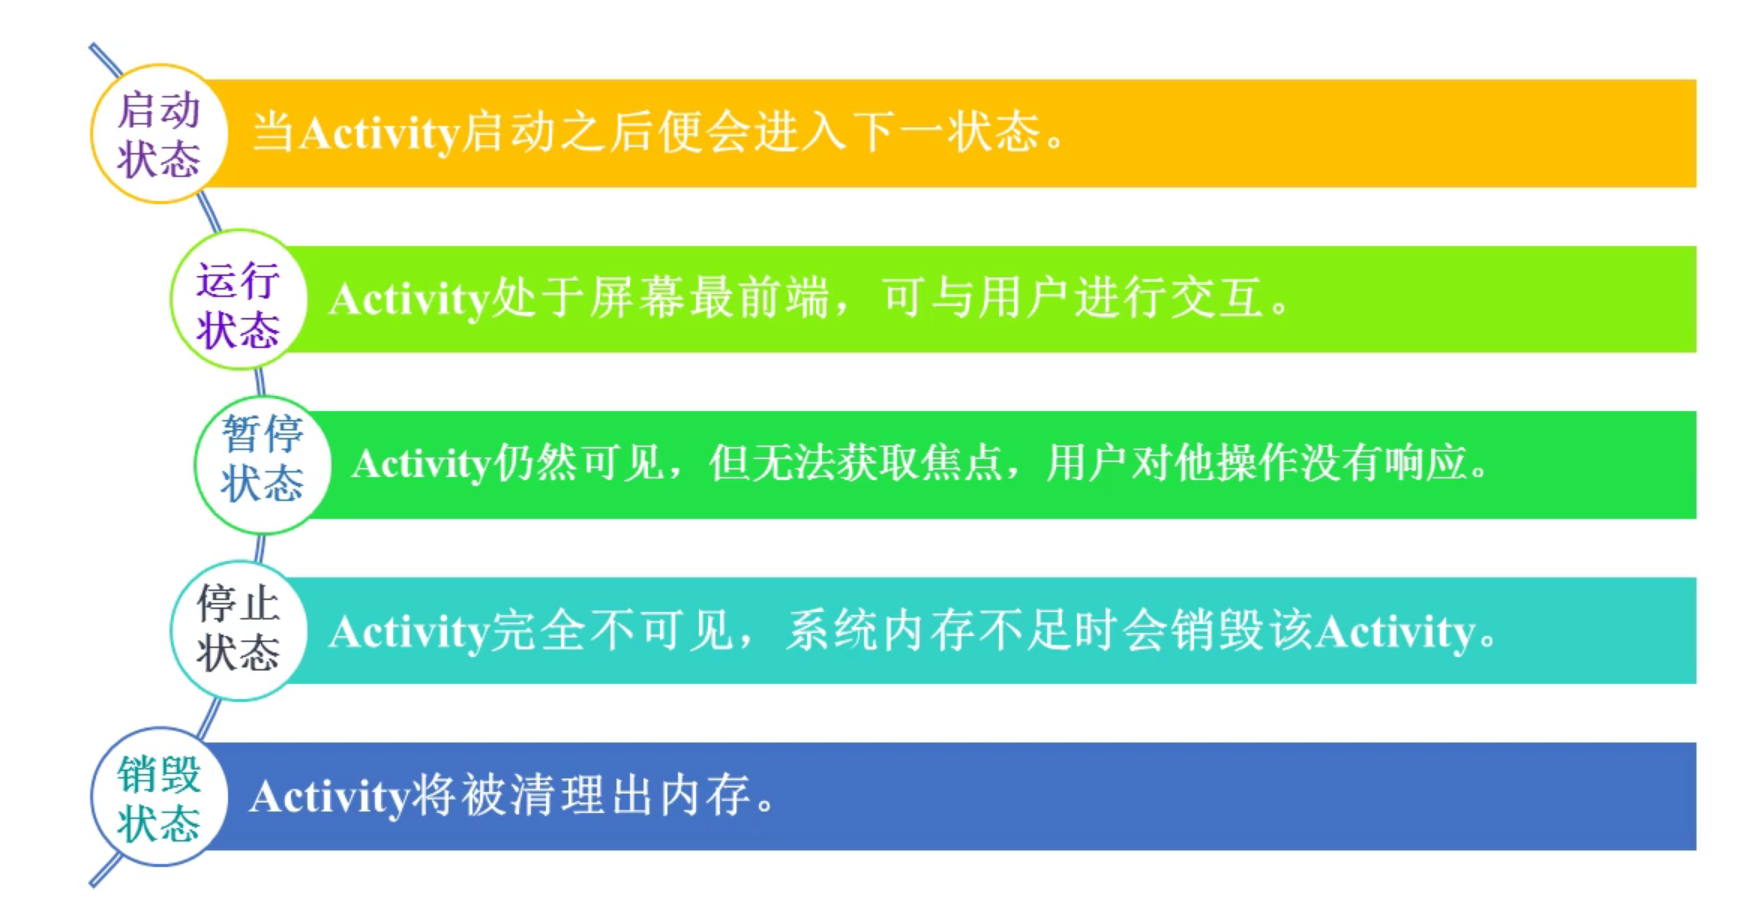 启动
状态
当Activity启动之后便会进入下一状态。
运行
状态
Activity处于屏幕最前端，可与用户进行交互。
暂停
状态
Activity仍然可见，但无法获取焦点，用户对他操作没有响应。
停止
状态
Activity完全不可见，系统内存不足时会销毁该Activity。
销毁
状态
Activity将被清理出内存。